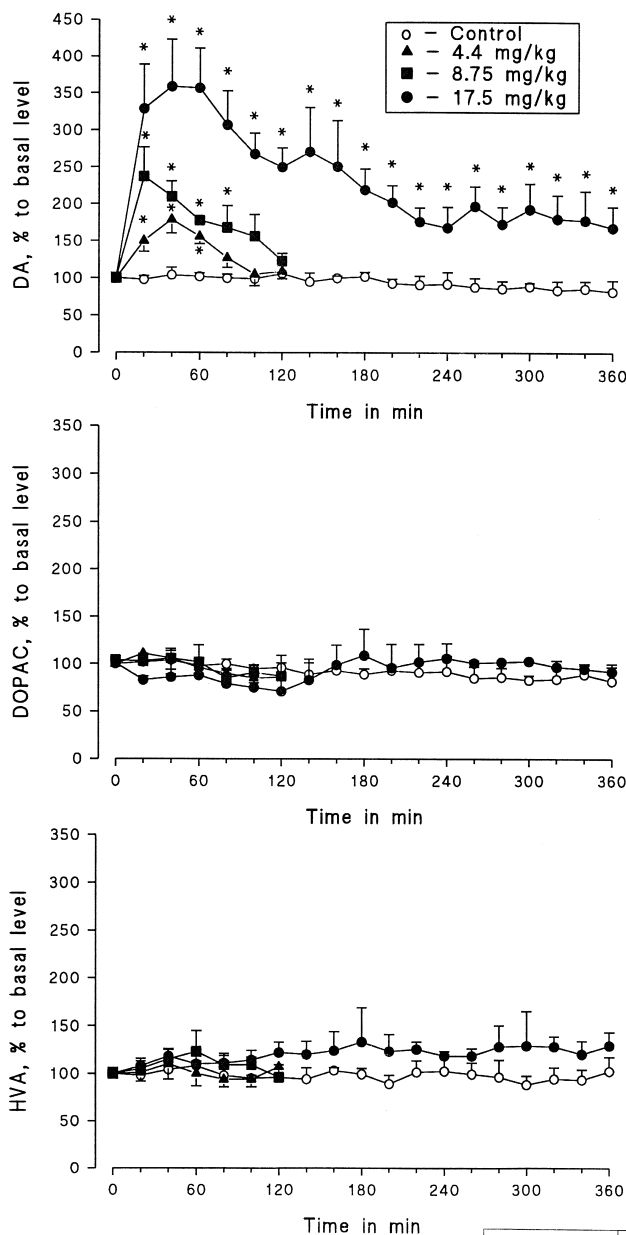 450
400
350
300
250
200
150
100
50
0
DA, % to basal level
○ – Control
▲ – 4.4 mg/kg
■ – 8.75 mg/kg
● – 17.5 mg/kg
* * * * * * * * * * * * * * * * * *
* * * *
* * *
0 60 120 180 240 300 360
Time in min
350
300
250
200
150
100
50
0
DOPAC, % to basal level
0 60 120 180 240 300 360
Time in min
350
300
250
200
150
100
50
0
HVA, % to basal level
0 60 120 180 240 300 360
Time in min